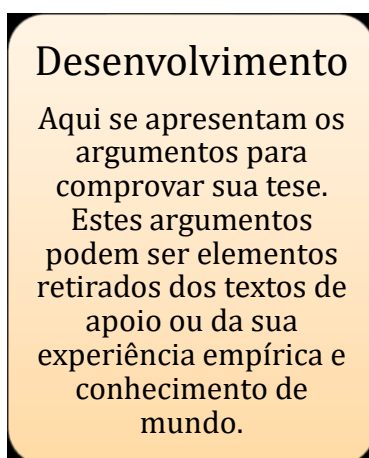 Desenvolvimento
Aqui se apresentam os
argumentos para
comprovar sua tese.
Estes argumentos
podem ser elementos
retirados dos textos de
apoio ou da sua
experiência empírica e
conhecimento de
mundo.